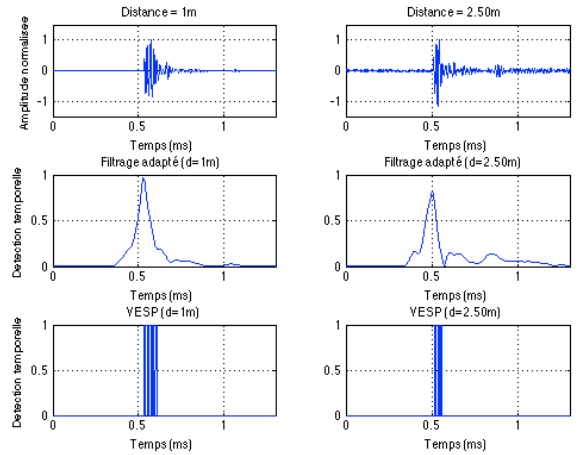 Distance = 1m
Amplitude normalisée
1
0
-1
0
0.5
1
Temps (ms)
Distance = 2.50m
1
0
-1
0
0.5
1
Temps (ms)
Filtrage adapté (d=1m)
Detection temporelle
1
0.5
0
0
0.5
1
Temps (ms)
Filtrage adapté (d=2.50m)
1
0.5
0
0
0.5
1
Temps (ms)
VESP (d=1m)
Detection temporelle
1
0.5
0
0
0.5
1
Temps (ms)
VESP (d=2.50m)
1
0.5
0
0
0.5
1
Temps (ms)